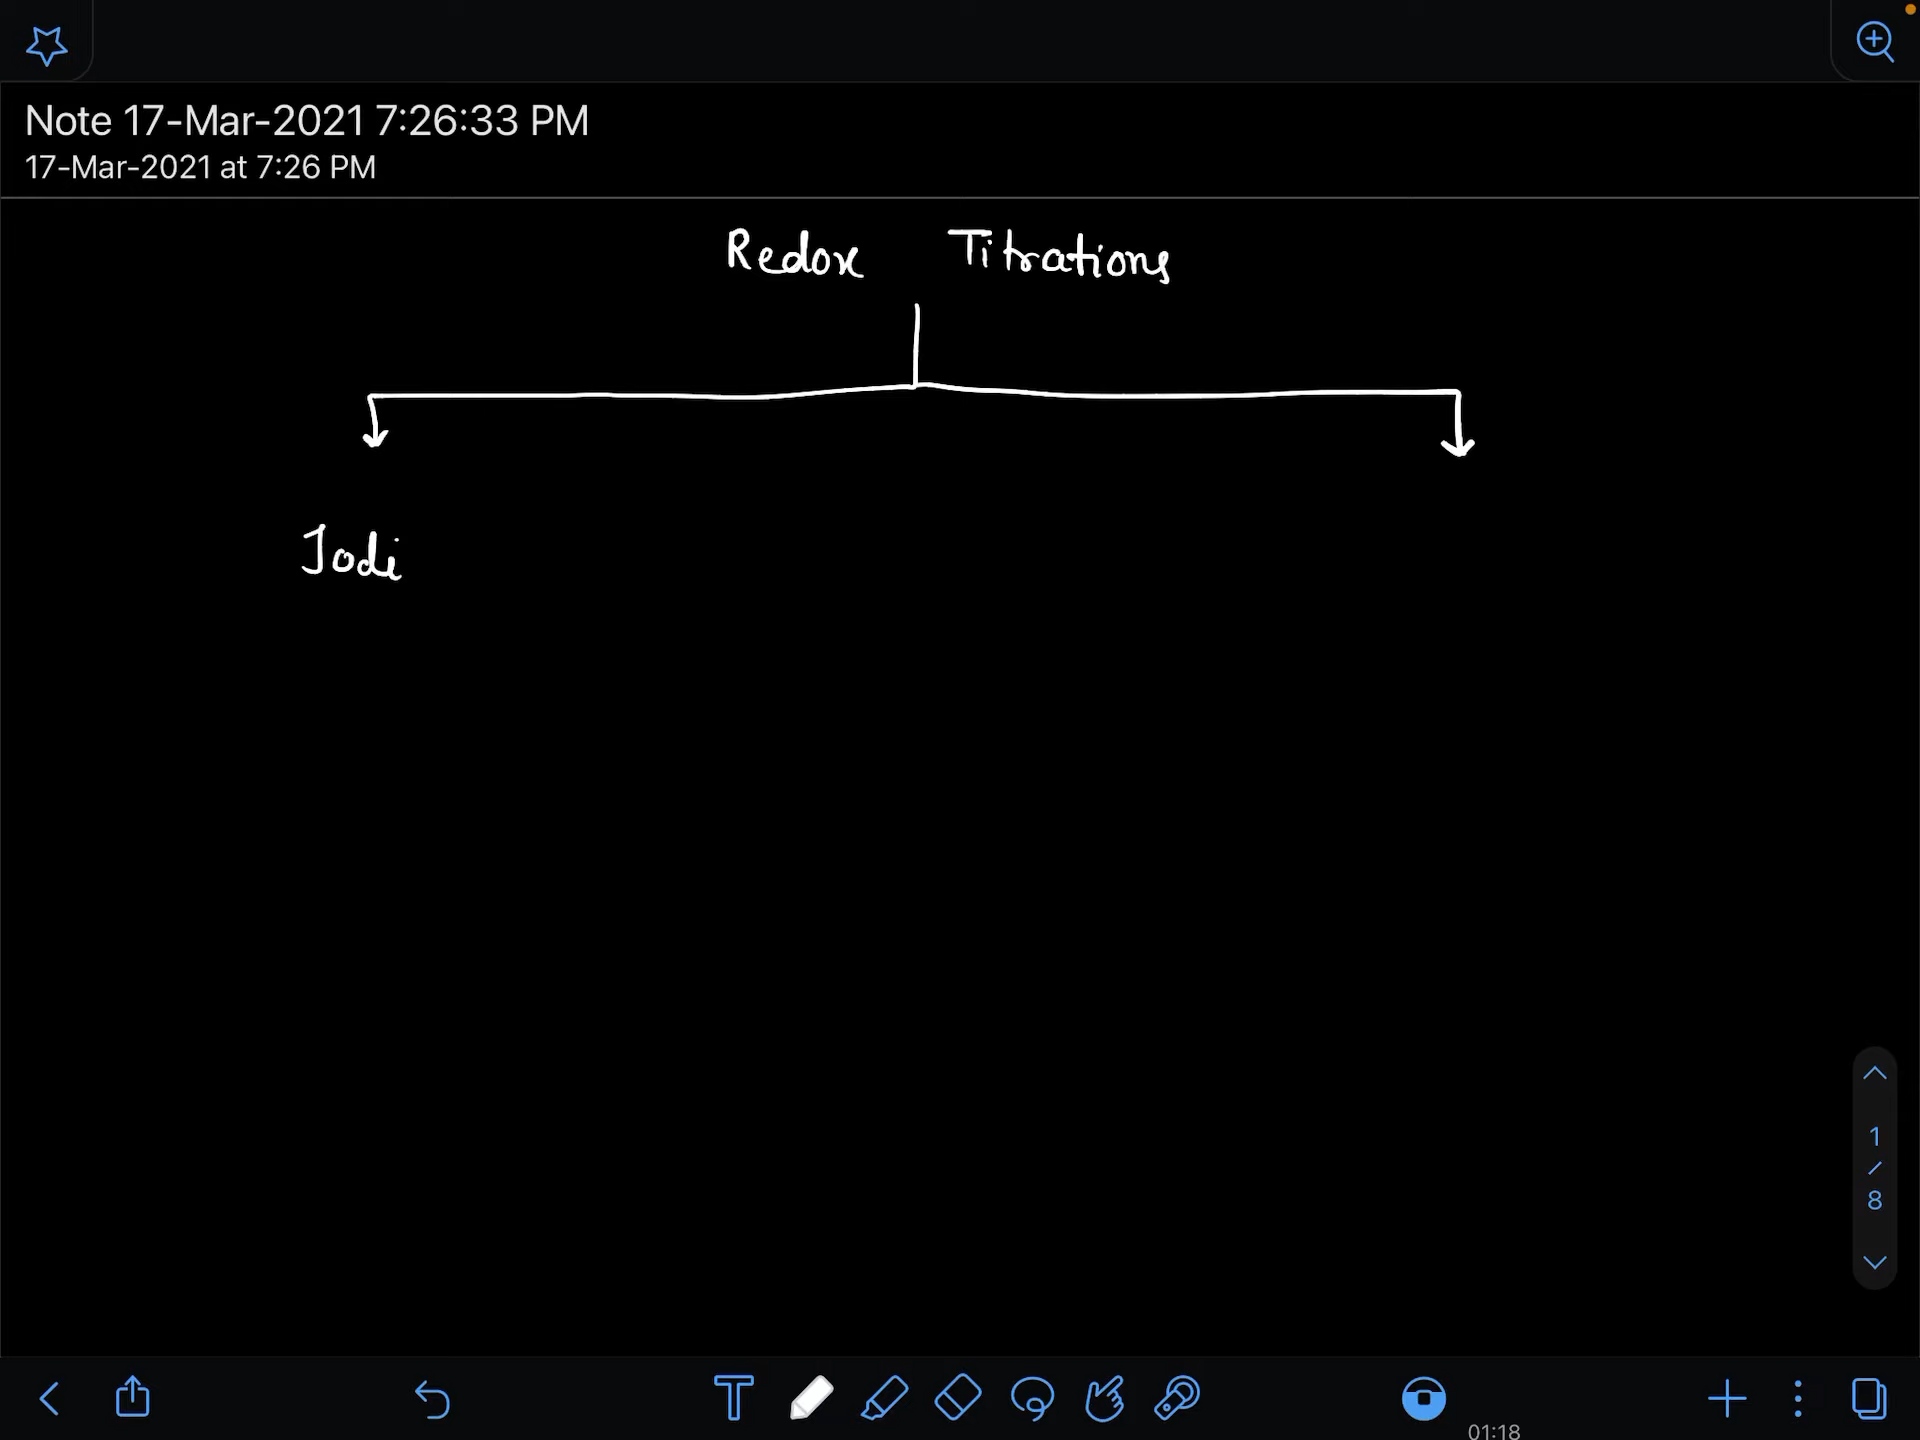 Note 17-Mar-2021 7:26:33 PM
17-Mar-2021 at 7:26 PM
Redox Titrations
Iodi
1
/
8
01:18